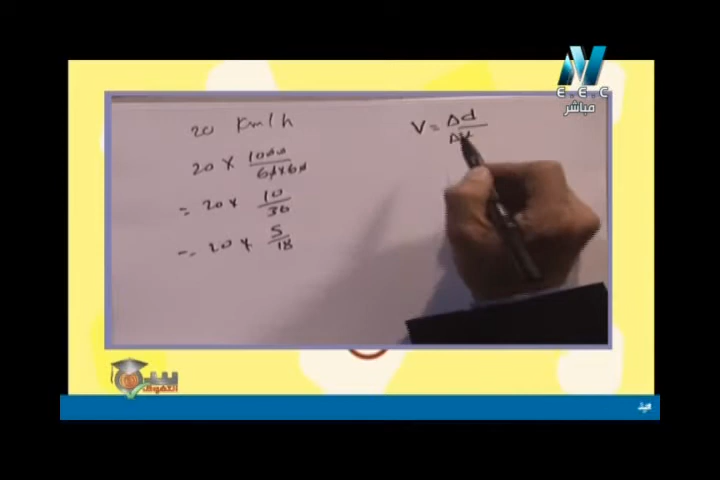 E.E.C
مباشر
20 Km/h
V = Δd/Δt
20 × 1000/60×60
= 20 × 10/36
= 20 × 5/18